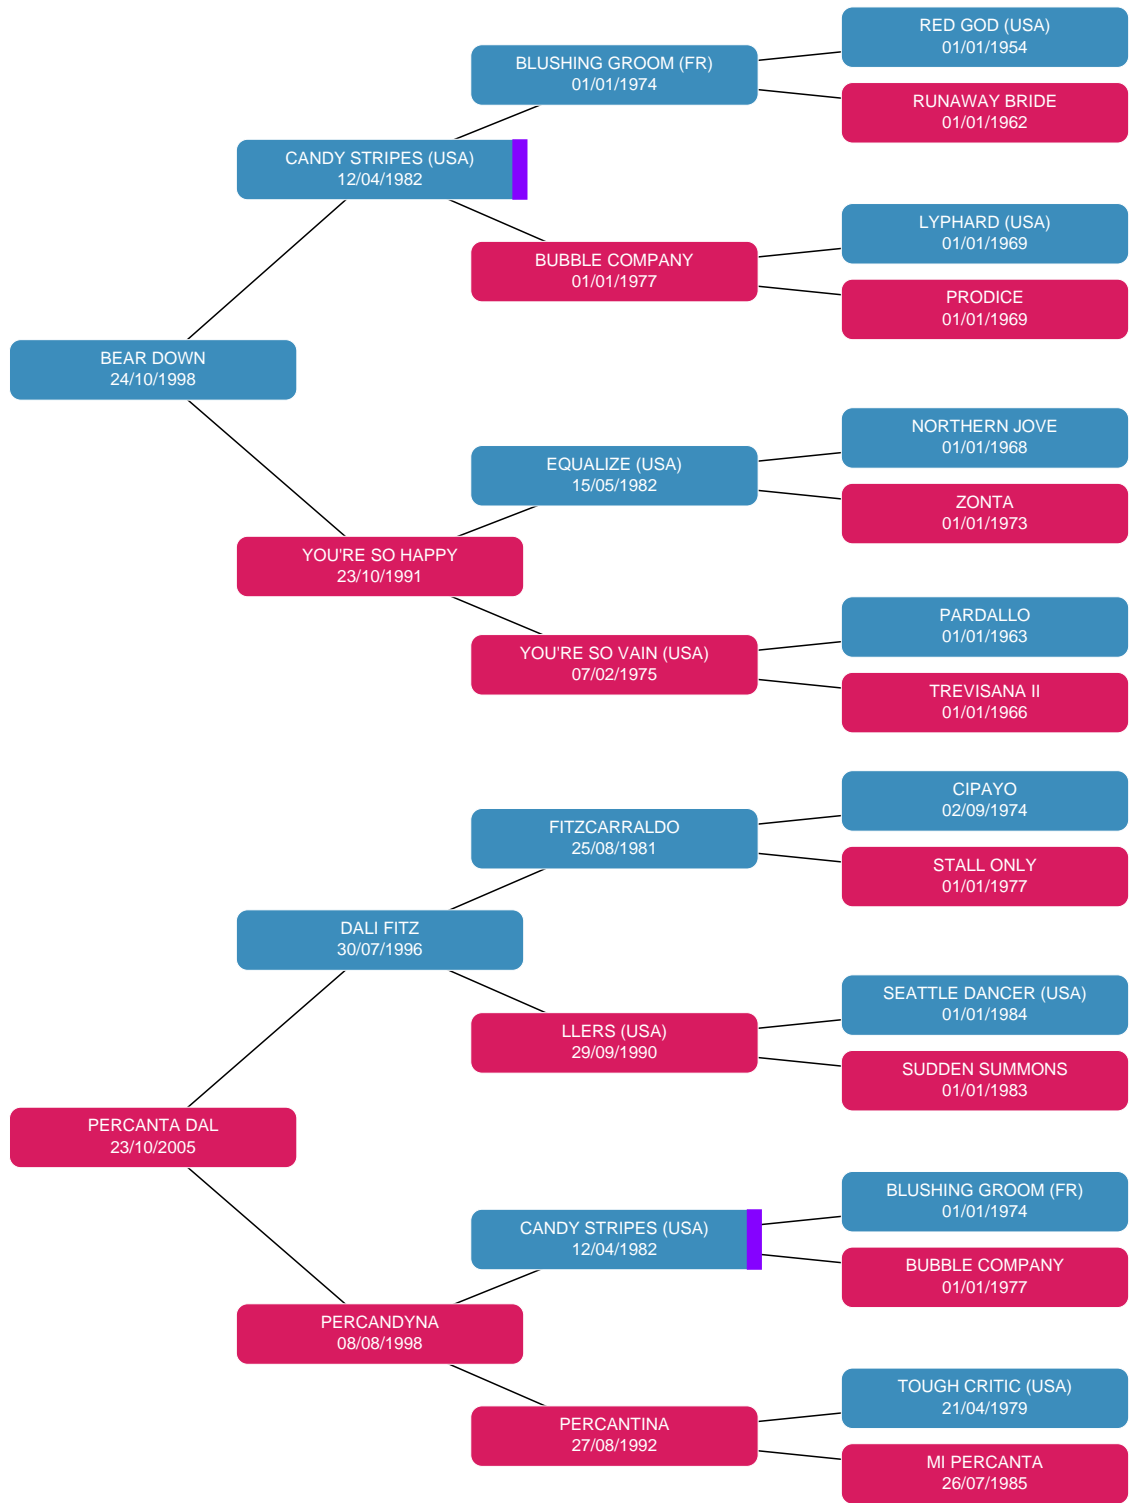 RED GOD (USA)
01/01/1954
BLUSHING GROOM (FR)
01/01/1974
RUNAWAY BRIDE
01/01/1962
CANDY STRIPES (USA)
12/04/1982
LYPHARD (USA)
01/01/1969
BUBBLE COMPANY
01/01/1977
PRODICE
01/01/1969
BEAR DOWN
24/10/1998
NORTHERN JOVE
01/01/1968
EQUALIZE (USA)
15/05/1982
ZONTA
01/01/1973
YOU'RE SO HAPPY
23/10/1991
PARDALLO
01/01/1963
YOU'RE SO VAIN (USA)
07/02/1975
TREVISANA II
01/01/1966
CIPAYO
02/09/1974
FITZCARRALDO
25/08/1981
STALL ONLY
01/01/1977
DALI FITZ
30/07/1996
SEATTLE DANCER (USA)
01/01/1984
LLERS (USA)
29/09/1990
SUDDEN SUMMONS
01/01/1983
PERCANTA DAL
23/10/2005
BLUSHING GROOM (FR)
01/01/1974
CANDY STRIPES (USA)
12/04/1982
BUBBLE COMPANY
01/01/1977
PERCANDYNA
08/08/1998
TOUGH CRITIC (USA)
21/04/1979
PERCANTINA
27/08/1992
MI PERCANTA
26/07/1985